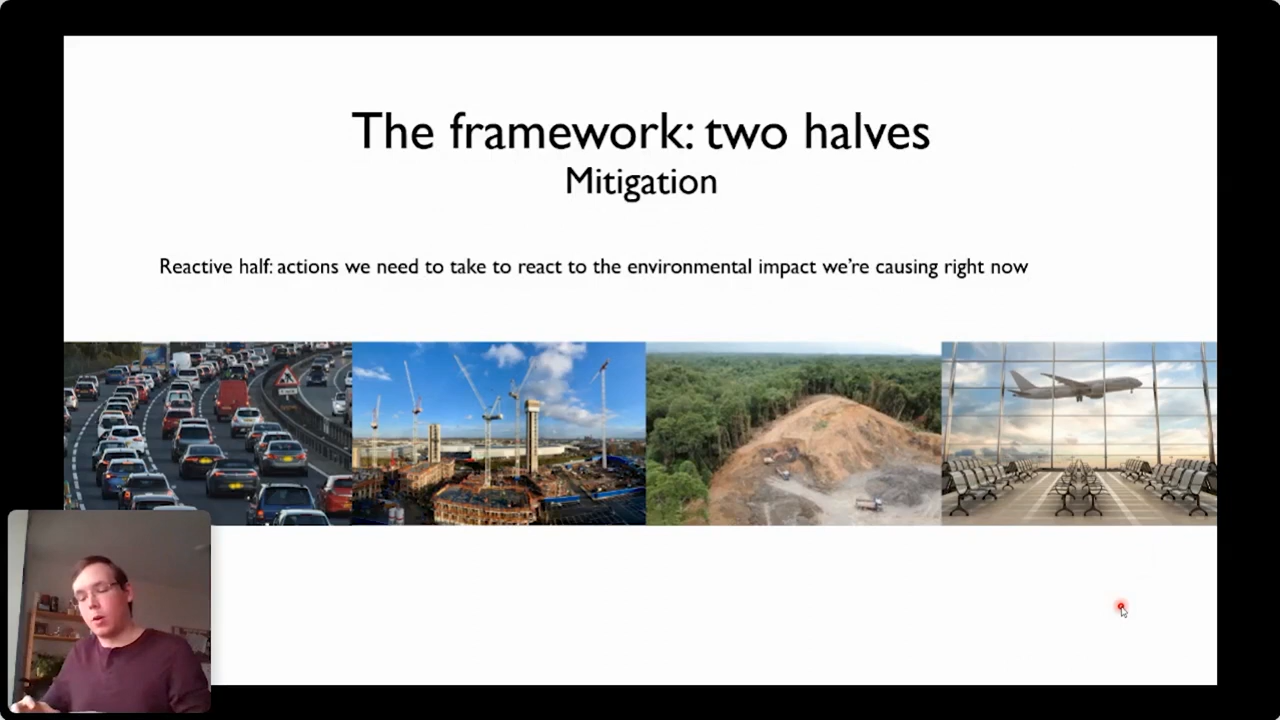 The framework: two halves
Mitigation
Reactive half: actions we need to take to react to the environmental impact we're causing right now